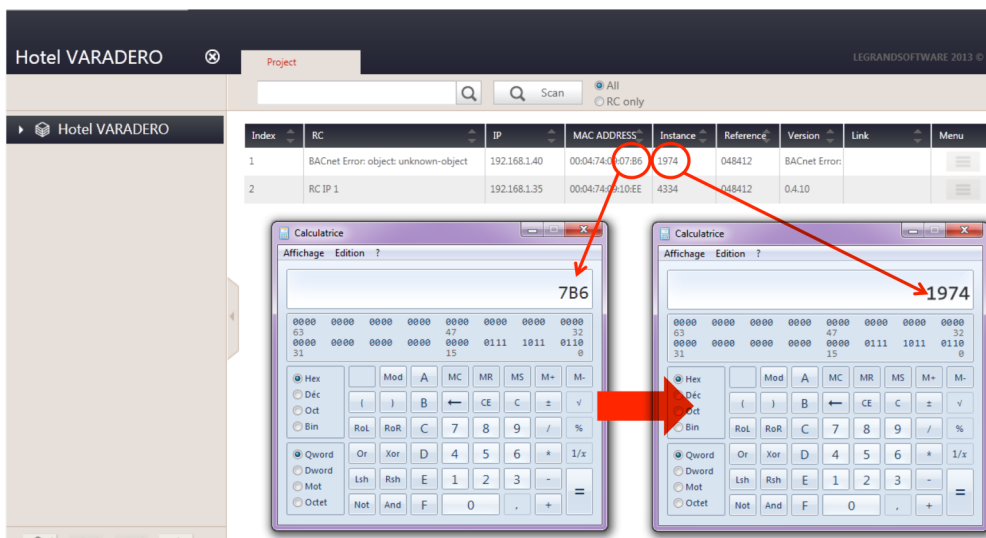 Hotel VARADERO
Project
LEGRANDSOFTWARE 2013 ©
Scan
All
RC only
Hotel VARADERO
Index RC IP MAC ADDRESS Instance Reference Version Link Menu
1 BACnet Error: object: unknown-object 192.168.1.40 00:04:74:09:07:B6 1974 048412 BACnet Error:
2 RC IP 1 192.168.1.35 00:04:74:09:10:EE 4334 048412 0.4.10
Calculatrice
Affichage Edition ?
7B6
0000 0000 0000 0000 0000 0000 0000 0000
63 47 32
0000 0000 0000 0000 0000 0111 1011 0110
31 15 0
Hex Mod A MC MR MS M+ M-
Déc ( ) B ← CE C ± √
Oct
Bin RoL RoR C 7 8 9 / %
Qword Or Xor D 4 5 6 * 1/x
Dword Lsh Rsh E 1 2 3 - =
Mot
Octet Not And F 0 , +
Calculatrice
Affichage Edition ?
1974
0000 0000 0000 0000 0000 0000 0000 0000
63 47 32
0000 0000 0000 0000 0000 0111 1011 0110
31 15 0
Hex Mod A MC MR MS M+ M-
Déc ( ) B ← CE C ± √
Oct
Bin RoL RoR C 7 8 9 / %
Qword Or Xor D 4 5 6 * 1/x
Dword Lsh Rsh E 1 2 3 - =
Mot
Octet Not And F 0 , +